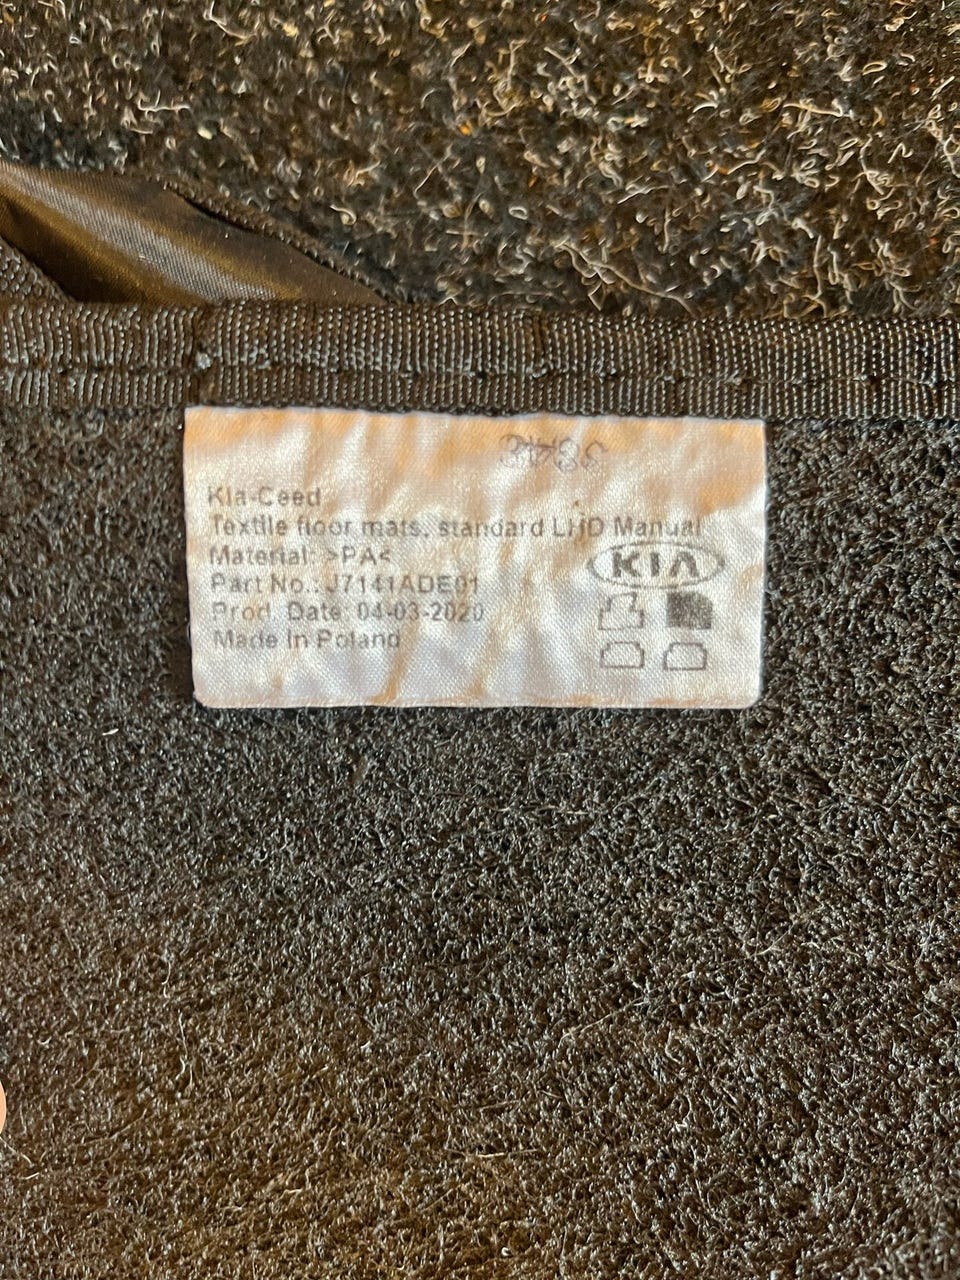 Kia-Ceed
Textile floor mats, standard LHD Manual
Material: >PA<
Part No.: J7141ADE01
Prod. Date: 04-03-2020
Made In Poland
KIA